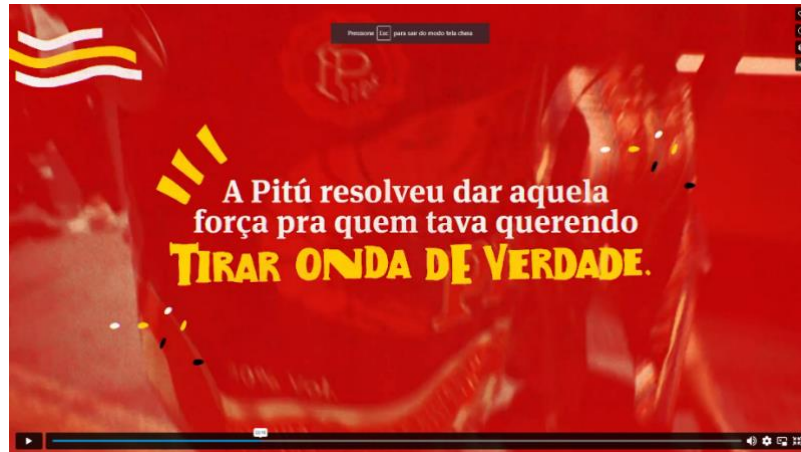 Pressione Esc para sair do modo tela cheia
A Pitú resolveu dar aquela
força pra quem tava querendo
TIRAR ONDA DE VERDADE.